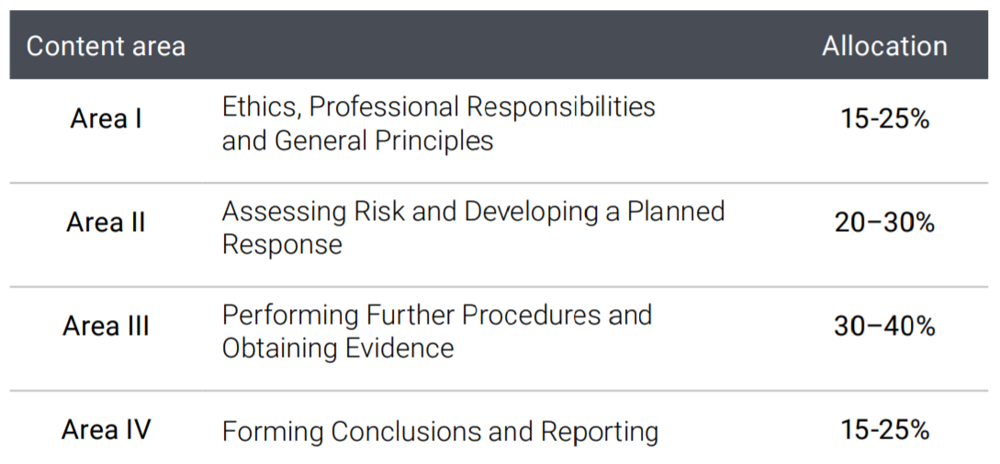 Content area Allocation
Area I Ethics, Professional Responsibilities 15-25%
and General Principles
Area II Assessing Risk and Developing a Planned 20–30%
Response
Area III Performing Further Procedures and 30–40%
Obtaining Evidence
Area IV Forming Conclusions and Reporting 15-25%